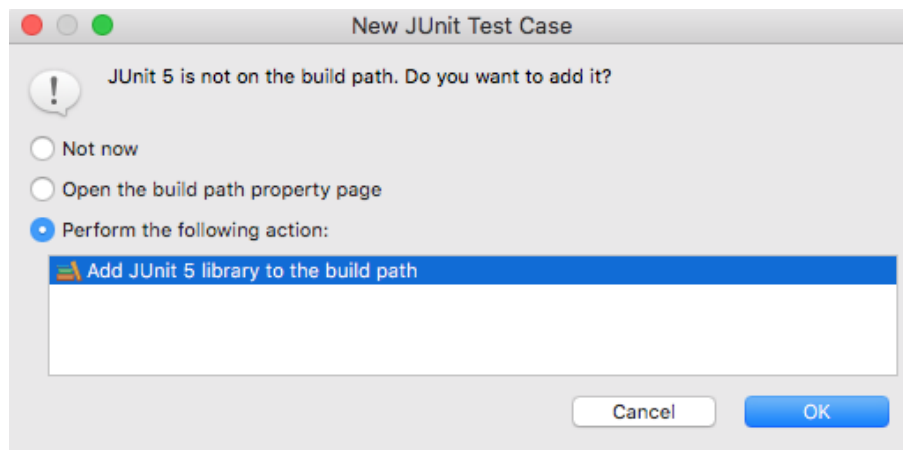 New JUnit Test Case
JUnit 5 is not on the build path. Do you want to add it?
Not now
Open the build path property page
Perform the following action:
Add JUnit 5 library to the build path
Cancel OK